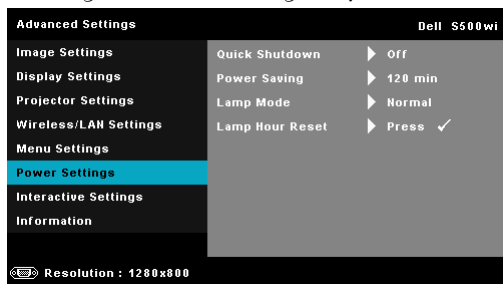 Advanced Settings Dell S500wi
Image Settings Quick Shutdown Off
Display Settings Power Saving 120 min
Projector Settings Lamp Mode Normal
Wireless/LAN Settings Lamp Hour Reset Press ✓
Menu Settings
Power Settings
Interactive Settings
Information
Resolution : 1280x800